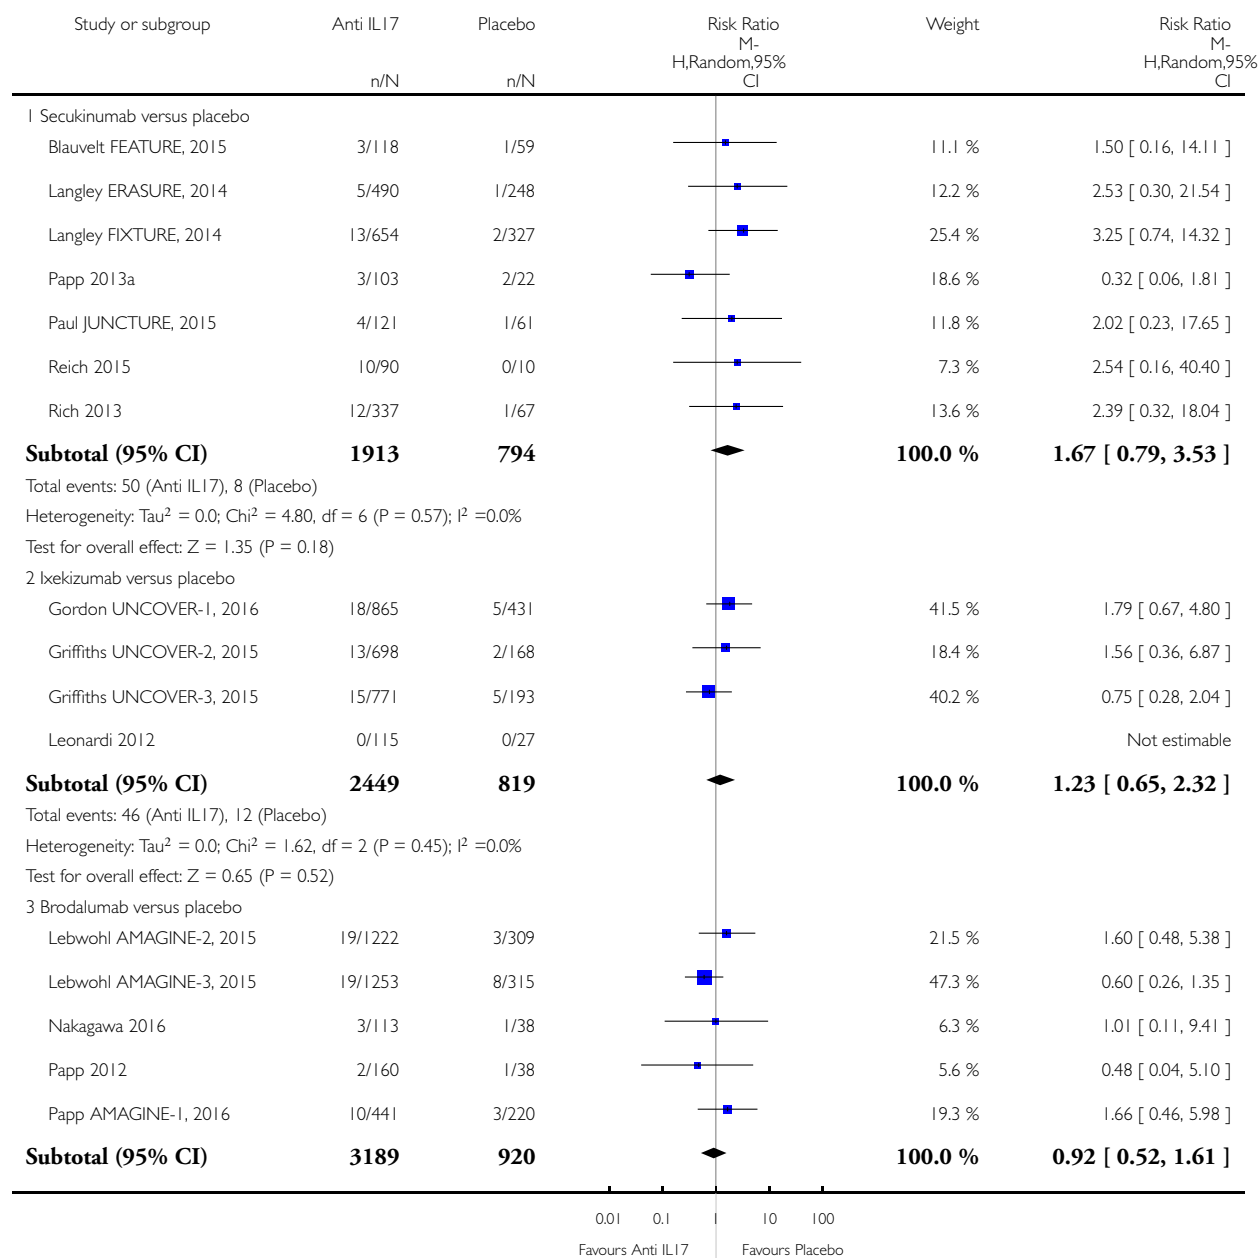 Study or subgroup Anti IL17 Placebo Risk Ratio Weight Risk Ratio
M- M-
H,Random,95% H,Random,95%
n/N n/N CI CI
1 Secukinumab versus placebo
Blauvelt FEATURE, 2015 3/118 1/59 11.1 % 1.50 [ 0.16, 14.11 ]
Langley ERASURE, 2014 5/490 1/248 12.2 % 2.53 [ 0.30, 21.54 ]
Langley FIXTURE, 2014 13/654 2/327 25.4 % 3.25 [ 0.74, 14.32 ]
Papp 2013a 3/103 2/22 18.6 % 0.32 [ 0.06, 1.81 ]
Paul JUNCTURE, 2015 4/121 1/61 11.8 % 2.02 [ 0.23, 17.65 ]
Reich 2015 10/90 0/10 7.3 % 2.54 [ 0.16, 40.40 ]
Rich 2013 12/337 1/67 13.6 % 2.39 [ 0.32, 18.04 ]
Subtotal (95% CI) 1913 794 100.0 % 1.67 [ 0.79, 3.53 ]
Total events: 50 (Anti IL17), 8 (Placebo)
Heterogeneity: Tau² = 0.0; Chi² = 4.80, df = 6 (P = 0.57); I² =0.0%
Test for overall effect: Z = 1.35 (P = 0.18)
2 Ixekizumab versus placebo
Gordon UNCOVER-1, 2016 18/865 5/431 41.5 % 1.79 [ 0.67, 4.80 ]
Griffiths UNCOVER-2, 2015 13/698 2/168 18.4 % 1.56 [ 0.36, 6.87 ]
Griffiths UNCOVER-3, 2015 15/771 5/193 40.2 % 0.75 [ 0.28, 2.04 ]
Leonardi 2012 0/115 0/27 Not estimable
Subtotal (95% CI) 2449 819 100.0 % 1.23 [ 0.65, 2.32 ]
Total events: 46 (Anti IL17), 12 (Placebo)
Heterogeneity: Tau² = 0.0; Chi² = 1.62, df = 2 (P = 0.45); I² =0.0%
Test for overall effect: Z = 0.65 (P = 0.52)
3 Brodalumab versus placebo
Lebwohl AMAGINE-2, 2015 19/1222 3/309 21.5 % 1.60 [ 0.48, 5.38 ]
Lebwohl AMAGINE-3, 2015 19/1253 8/315 47.3 % 0.60 [ 0.26, 1.35 ]
Nakagawa 2016 3/113 1/38 6.3 % 1.01 [ 0.11, 9.41 ]
Papp 2012 2/160 1/38 5.6 % 0.48 [ 0.04, 5.10 ]
Papp AMAGINE-1, 2016 10/441 3/220 19.3 % 1.66 [ 0.46, 5.98 ]
Subtotal (95% CI) 3189 920 100.0 % 0.92 [ 0.52, 1.61 ]
0.01 0.1 1 10 100
Favours Anti IL17 Favours Placebo